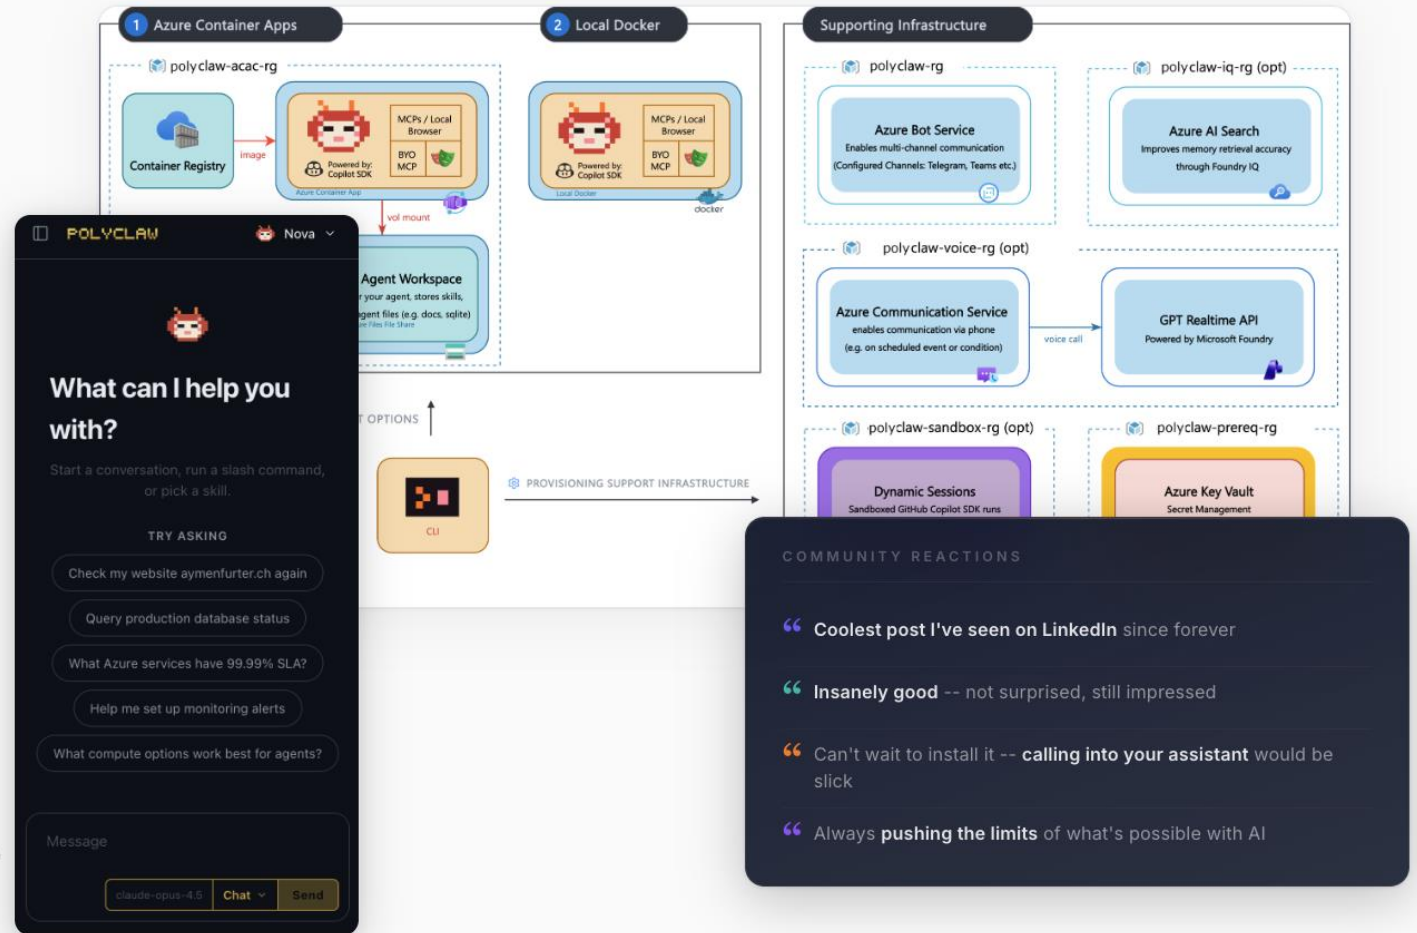 1 Azure Container Apps
2 Local Docker
Supporting Infrastructure
polyclaw-acac-rg
Container Registry
image
MCPs / Local
Browser
BYO
MCP
Powered by:
Copilot SDK
Azure Container App
vol mount
MCPs / Local
Browser
BYO
MCP
Powered by:
Copilot SDK
Local Docker
docker
Agent Workspace
r your agent, stores skills,
agent files (e.g. docs, sqlite)
Files File Share
polyclaw-rg
Azure Bot Service
Enables multi-channel communication
(Configured Channels: Telegram, Teams etc.)
polyclaw-iq-rg (opt)
Azure AI Search
Improves memory retrieval accuracy
through Foundry IQ
polyclaw-voice-rg (opt)
Azure Communication Service
enables communication via phone
(e.g. on scheduled event or condition)
voice call
GPT Realtime API
Powered by Microsoft Foundry
polyclaw-sandbox-rg (opt)
Dynamic Sessions
Sandboxed GitHub Copilot SDK runs
polyclaw-prereq-rg
Azure Key Vault
Secret Management
T OPTIONS
CLI
PROVISIONING SUPPORT INFRASTRUCTURE
POLYCLAW
Nova
What can I help you
with?
Start a conversation, run a slash command,
or pick a skill.
TRY ASKING
Check my website aymenfurter.ch again
Query production database status
What Azure services have 99.99% SLA?
Help me set up monitoring alerts
What compute options work best for agents?
Message
claude-opus-4.5
Chat
Send
COMMUNITY REACTIONS
“ Coolest post I've seen on LinkedIn since forever
“ Insanely good -- not surprised, still impressed
“ Can't wait to install it -- calling into your assistant would be
slick
“ Always pushing the limits of what's possible with AI